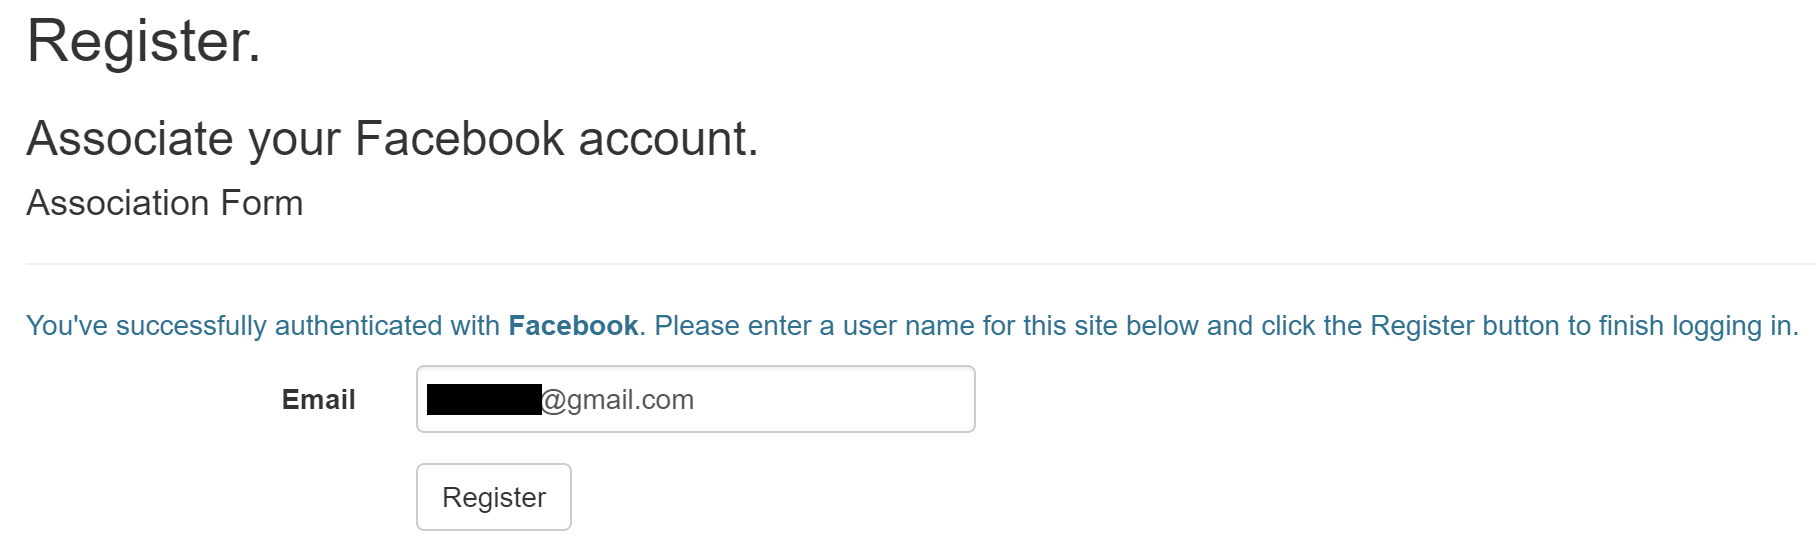 Register.
Associate your Facebook account.
Association Form
You've successfully authenticated with Facebook. Please enter a user name for this site below and click the Register button to finish logging in.
Email
@gmail.com
Register